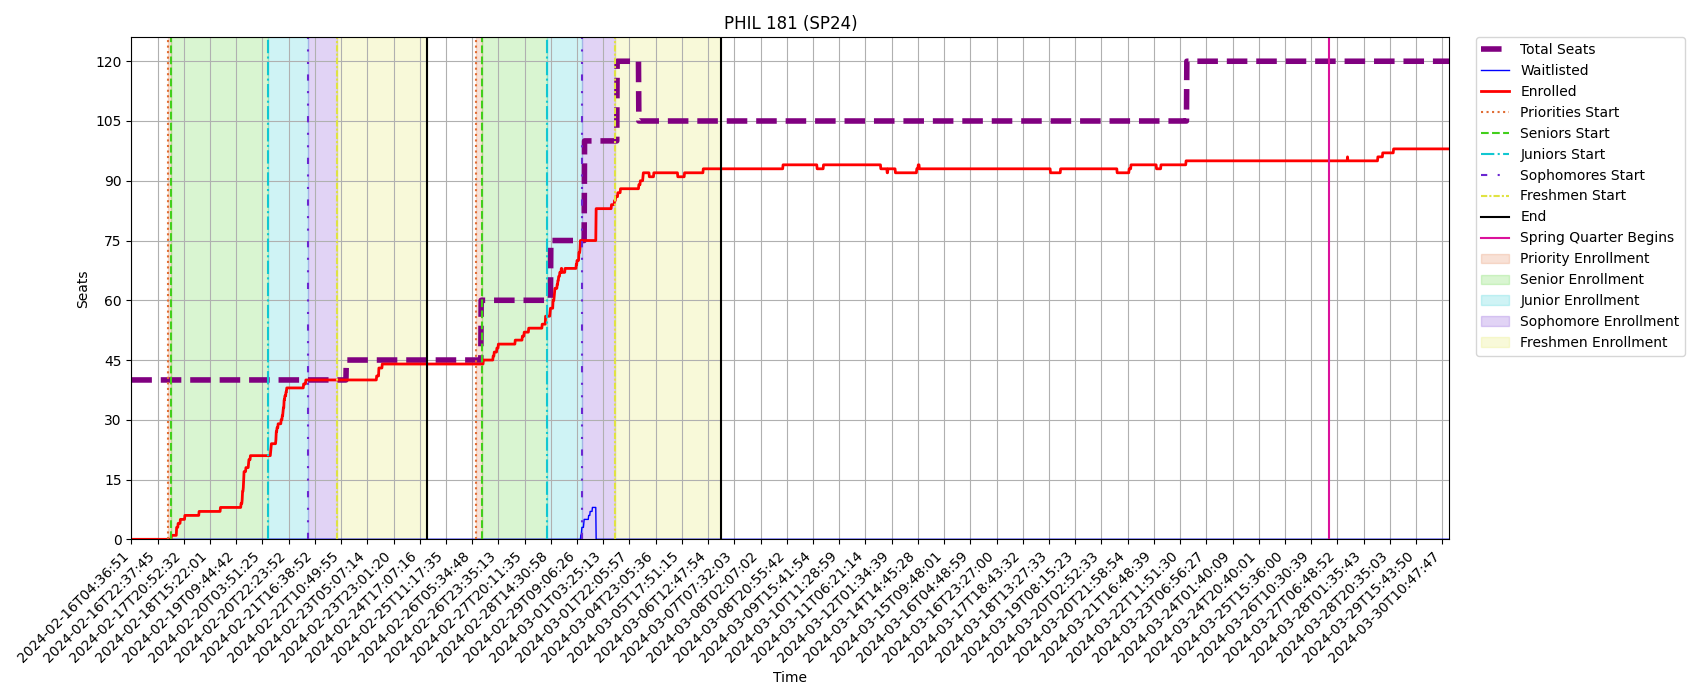 PHIL 181 (SP24)
Seats
120
105
90
75
60
45
30
15
0
2024-02-16T04:36:51
2024-02-16T22:37:45
2024-02-17T20:52:32
2024-02-18T15:22:01
2024-02-19T09:44:42
2024-02-20T03:51:25
2024-02-20T22:23:52
2024-02-21T16:38:52
2024-02-22T10:49:55
2024-02-23T05:07:14
2024-02-23T23:01:20
2024-02-24T17:07:16
2024-02-25T11:17:35
2024-02-26T05:34:48
2024-02-26T23:35:13
2024-02-27T20:11:35
2024-02-28T14:30:58
2024-02-29T09:06:26
2024-03-01T03:25:13
2024-03-01T22:05:57
2024-03-04T23:05:36
2024-03-05T17:51:15
2024-03-06T12:47:54
2024-03-07T07:32:03
2024-03-08T02:07:02
2024-03-08T20:55:42
2024-03-09T15:41:54
2024-03-10T11:28:59
2024-03-11T06:21:14
2024-03-12T01:34:39
2024-03-14T14:45:28
2024-03-15T09:48:01
2024-03-16T04:48:59
2024-03-16T23:27:00
2024-03-17T18:43:32
2024-03-18T13:27:33
2024-03-19T08:15:23
2024-03-20T02:52:33
2024-03-20T21:58:54
2024-03-21T16:48:39
2024-03-22T11:51:30
2024-03-23T06:56:27
2024-03-24T01:40:09
2024-03-24T20:40:01
2024-03-25T15:36:00
2024-03-26T10:30:39
2024-03-27T06:48:52
2024-03-28T01:35:43
2024-03-28T20:35:03
2024-03-29T15:43:50
2024-03-30T10:47:47
Time
Total Seats
Waitlisted
Enrolled
Priorities Start
Seniors Start
Juniors Start
Sophomores Start
Freshmen Start
End
Spring Quarter Begins
Priority Enrollment
Senior Enrollment
Junior Enrollment
Sophomore Enrollment
Freshmen Enrollment